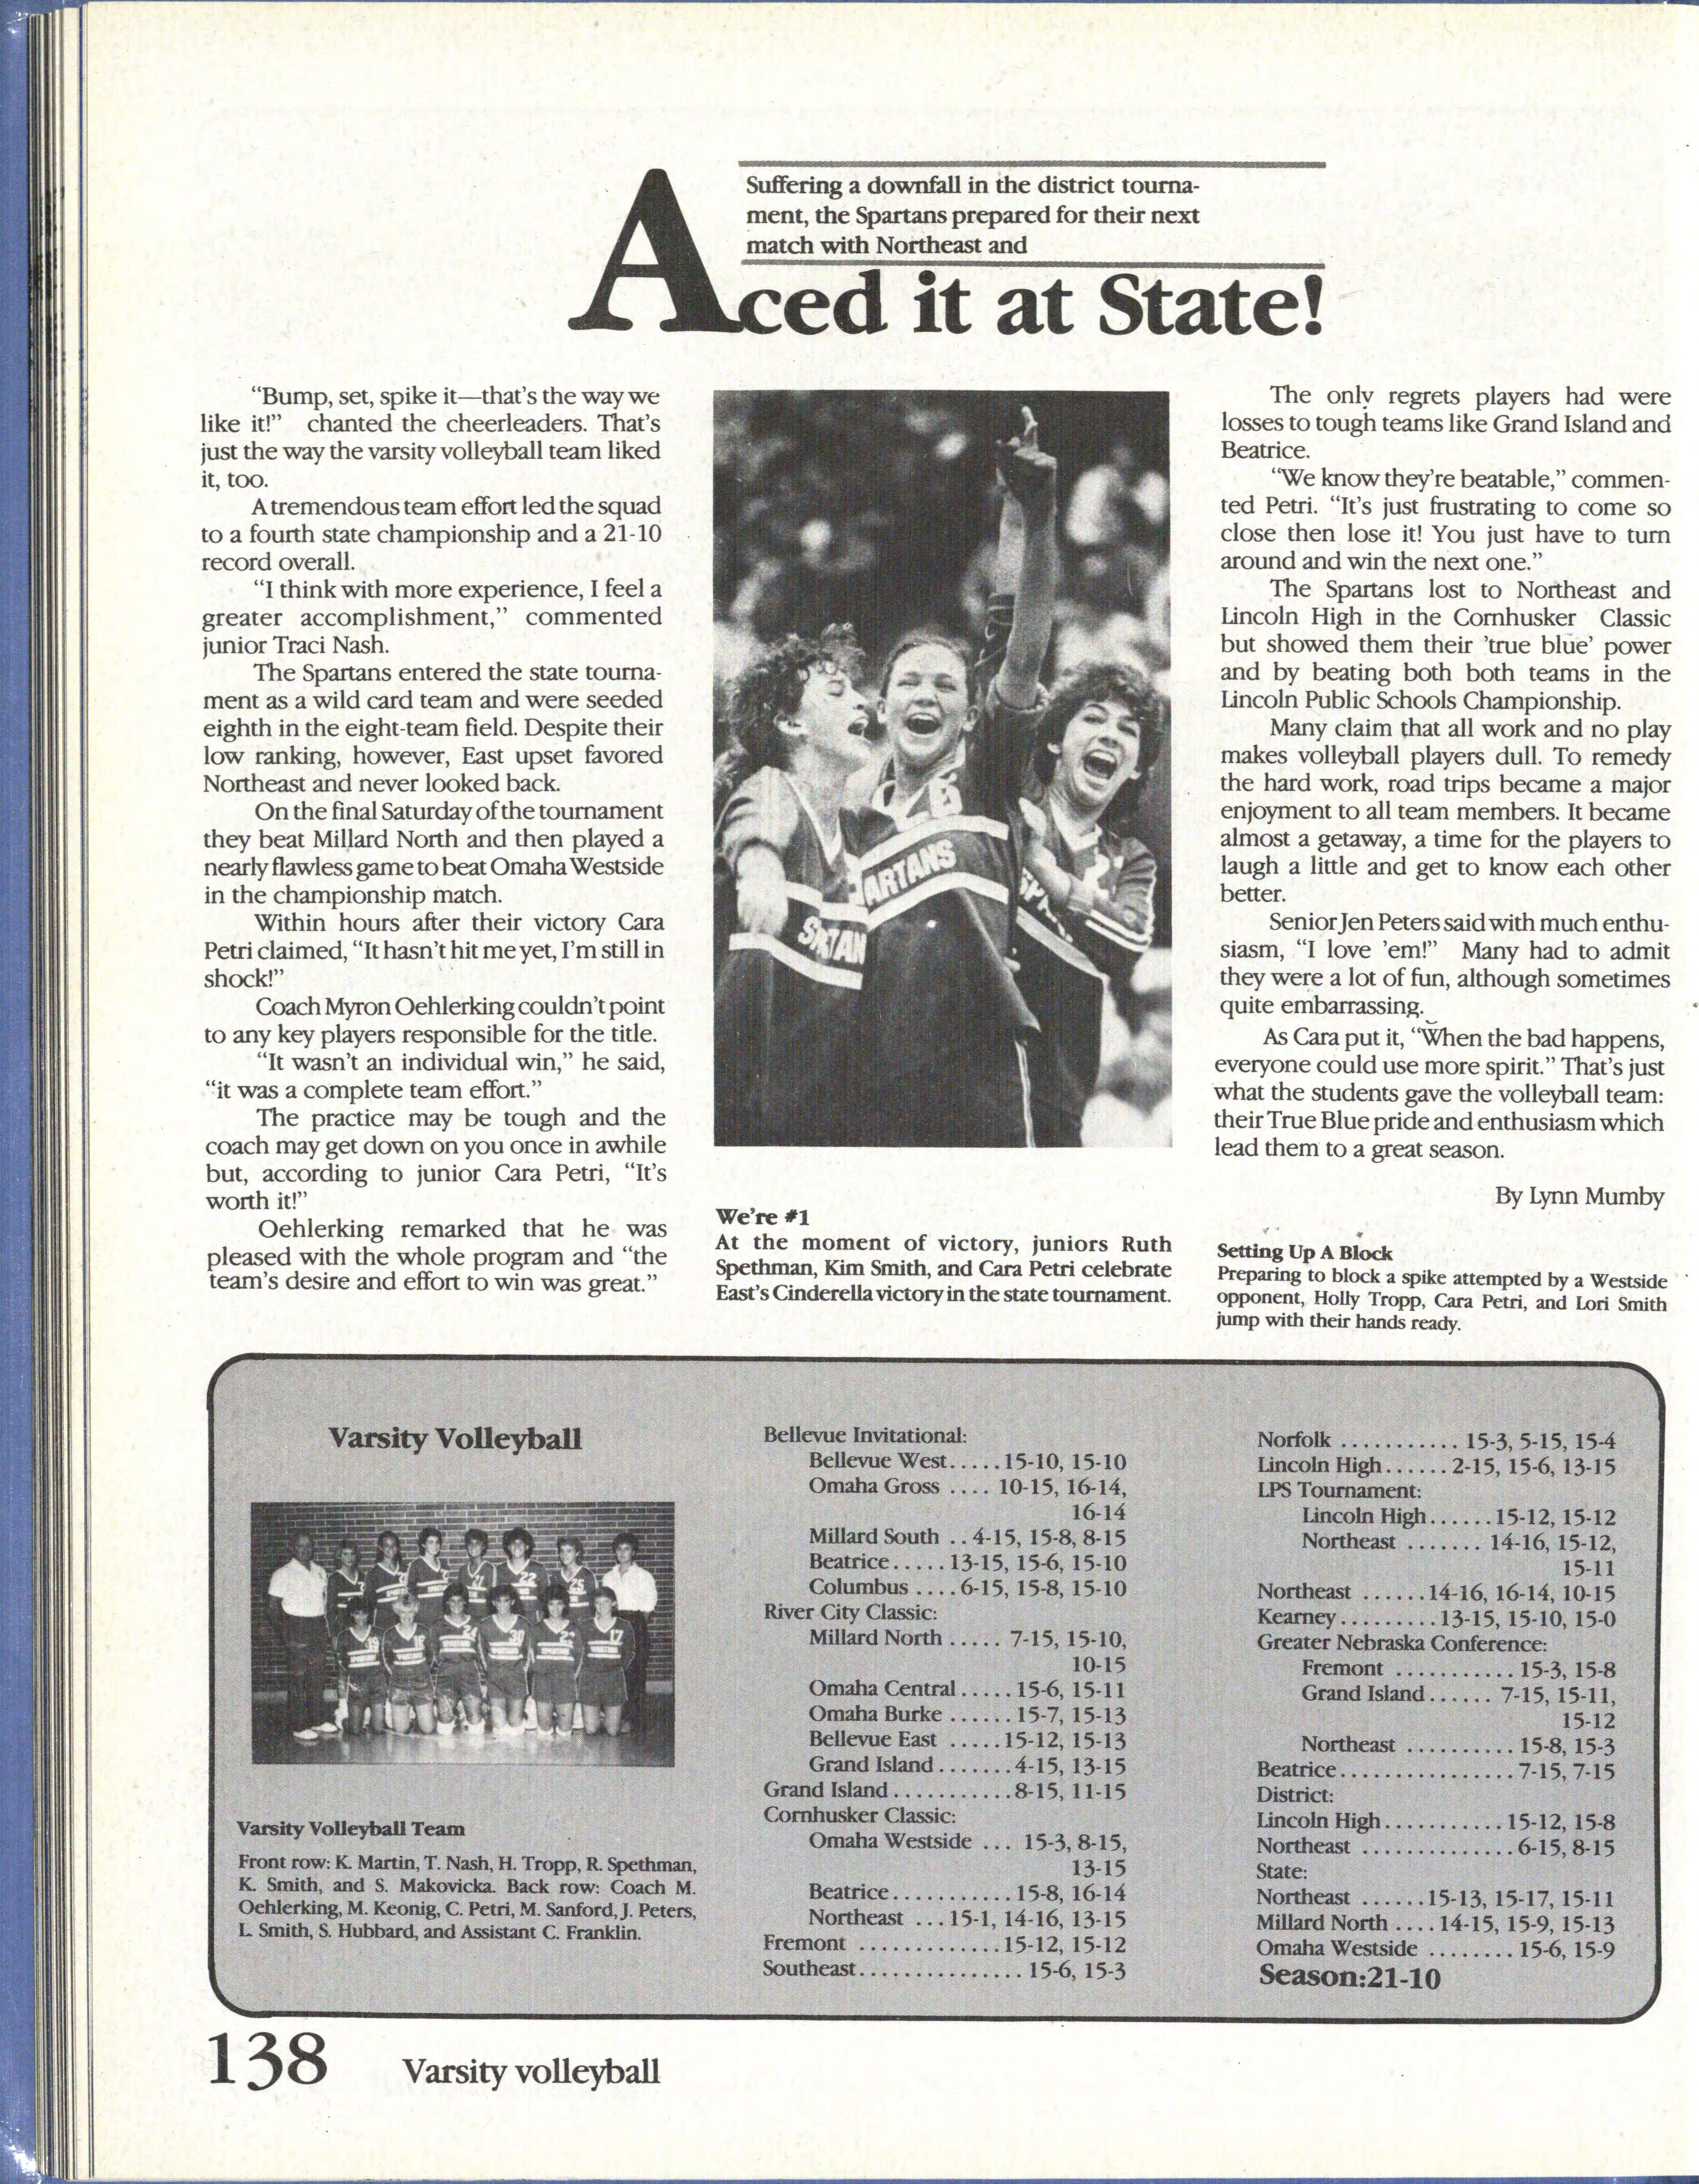 Suffering a downfall in the district tourna-
ment, the Spartans prepared for their next
match with Northeast and
Aced it at State!
"Bump, set, spike it—that's the way we
like it!" chanted the cheerleaders. That's
just the way the varsity volleyball team liked
it, too.
A tremendous team effort led the squad
to a fourth state championship and a 21-10
record overall.
"I think with more experience, I feel a
greater accomplishment," commented
junior Traci Nash.
The Spartans entered the state tourna-
ment as a wild card team and were seeded
eighth in the eight-team field. Despite their
low ranking, however, East upset favored
Northeast and never looked back.
On the final Saturday of the tournament
they beat Millard North and then played a
nearly flawless game to beat Omaha Westside
in the championship match.
Within hours after their victory Cara
Petri claimed, "It hasn't hit me yet, I'm still in
shock!"
Coach Myron Oehlerking couldn't point
to any key players responsible for the title.
"It wasn't an individual win," he said,
"it was a complete team effort."
The practice may be tough and the
coach may get down on you once in awhile
but, according to junior Cara Petri, "It's
worth it!"
Oehlerking remarked that he was
pleased with the whole program and "the
team's desire and effort to win was great."
SPARTANS
We're #1
At the moment of victory, juniors Ruth
Spethman, Kim Smith, and Cara Petri celebrate
East's Cinderella victory in the state tournament.
The only regrets players had were
losses to tough teams like Grand Island and
Beatrice.
"We know they're beatable," commen-
ted Petri. "It's just frustrating to come so
close then lose it! You just have to turn
around and win the next one."
The Spartans lost to Northeast and
Lincoln High in the Cornhusker Classic
but showed them their 'true blue' power
and by beating both both teams in the
Lincoln Public Schools Championship.
Many claim that all work and no play
makes volleyball players dull. To remedy
the hard work, road trips became a major
enjoyment to all team members. It became
almost a getaway, a time for the players to
laugh a little and get to know each other
better.
Senior Jen Peters said with much enthu-
siasm, "I love 'em!" Many had to admit
they were a lot of fun, although sometimes
quite embarrassing.
As Cara put it, "When the bad happens,
everyone could use more spirit." That's just
what the students gave the volleyball team:
their True Blue pride and enthusiasm which
lead them to a great season.
By Lynn Mumby
Setting Up A Block
Preparing to block a spike attempted by a Westside
opponent, Holly Tropp, Cara Petri, and Lori Smith
jump with their hands ready.
Varsity Volleyball
Varsity Volleyball Team
Front row: K. Martin, T. Nash, H. Tropp, R. Spethman,
K. Smith, and S. Makovicka. Back row: Coach M.
Oehlerking, M. Keonig, C. Petri, M. Sanford, J. Peters,
L. Smith, S. Hubbard, and Assistant C. Franklin.
Bellevue Invitational:
Bellevue West.....15-10, 15-10
Omaha Gross .... 10-15, 16-14,
16-14
Millard South ..4-15, 15-8, 8-15
Beatrice.....13-15, 15-6, 15-10
Columbus ....6-15, 15-8, 15-10
River City Classic:
Millard North ..... 7-15, 15-10,
10-15
Omaha Central.....15-6, 15-11
Omaha Burke ......15-7, 15-13
Bellevue East .....15-12, 15-13
Grand Island.......4-15, 13-15
Grand Island...........8-15, 11-15
Cornhusker Classic:
Omaha Westside ... 15-3, 8-15,
13-15
Beatrice...........15-8, 16-14
Northeast ...15-1, 14-16, 13-15
Fremont .............15-12, 15-12
Southeast............... 15-6, 15-3
Norfolk ........... 15-3, 5-15, 15-4
Lincoln High......2-15, 15-6, 13-15
LPS Tournament:
Lincoln High......15-12, 15-12
Northeast ....... 14-16, 15-12,
15-11
Northeast ......14-16, 16-14, 10-15
Kearney.........13-15, 15-10, 15-0
Greater Nebraska Conference:
Fremont ...........15-3, 15-8
Grand Island...... 7-15, 15-11,
15-12
Northeast ..........15-8, 15-3
Beatrice................7-15, 7-15
District:
Lincoln High...........15-12, 15-8
Northeast ..............6-15, 8-15
State:
Northeast ......15-13, 15-17, 15-11
Millard North ....14-15, 15-9, 15-13
Omaha Westside ........15-6, 15-9
Season:21-10
138 Varsity volleyball